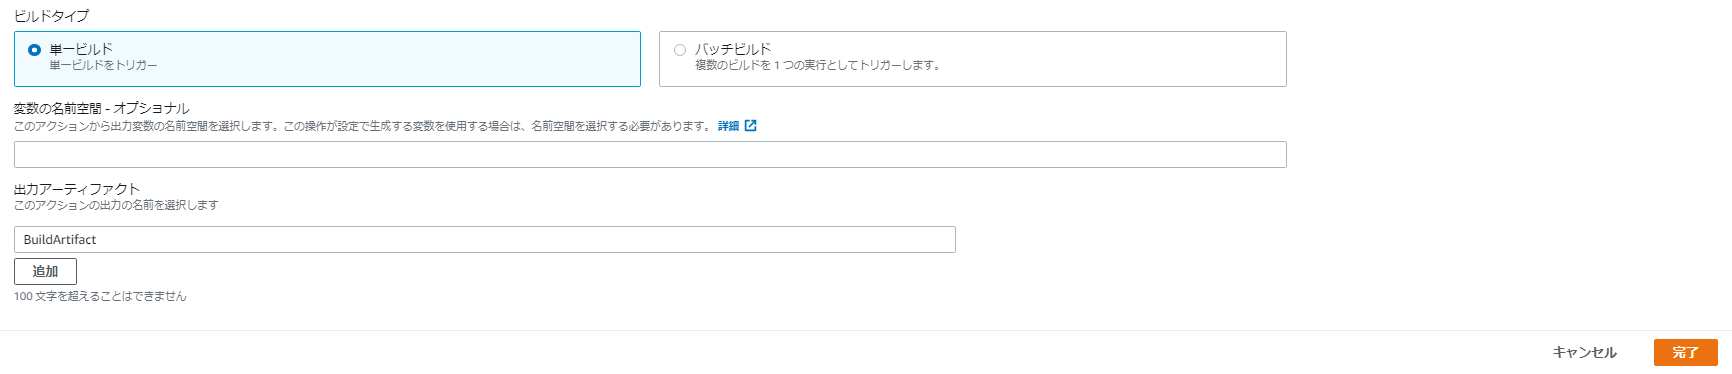 ビルドタイプ
単一ビルド
単一ビルドをトリガー
バッチビルド
複数のビルドを 1 つの実行としてトリガーします。
変数の名前空間 - オプショナル
このアクションから出力変数の名前空間を選択します。この操作が設定で生成する変数を使用する場合は、名前空間を選択する必要があります。 詳細
出力アーティファクト
このアクションの出力の名前を選択します
BuildArtifact
追加
100 文字を超えることはできません
キャンセル
完了